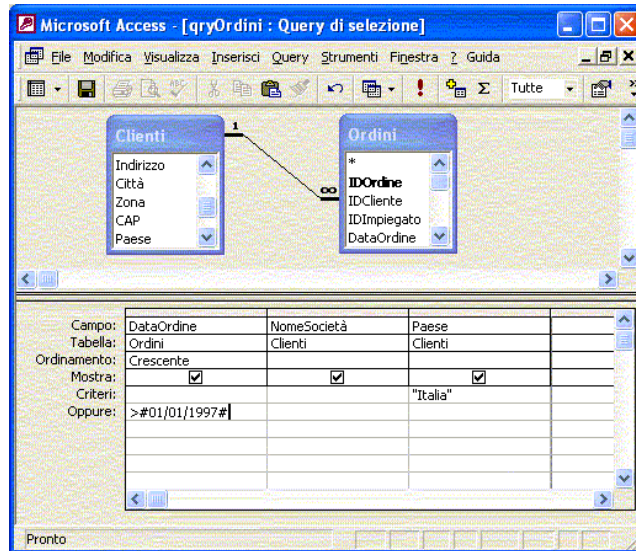 Microsoft Access - [qryOrdini : Query di selezione]
File Modifica Visualizza Inserisci Query Strumenti Finestra ? Guida
Tutte
Clienti
Indirizzo
Città
Zona
CAP
Paese
1
∞
Ordini
*
IDOrdine
IDCliente
IDImpiegato
DataOrdine
Campo: DataOrdine NomeSocietà Paese
Tabella: Ordini Clienti Clienti
Ordinamento: Crescente
Mostra:
Criteri: "Italia"
Oppure: >#01/01/1997#
Pronto